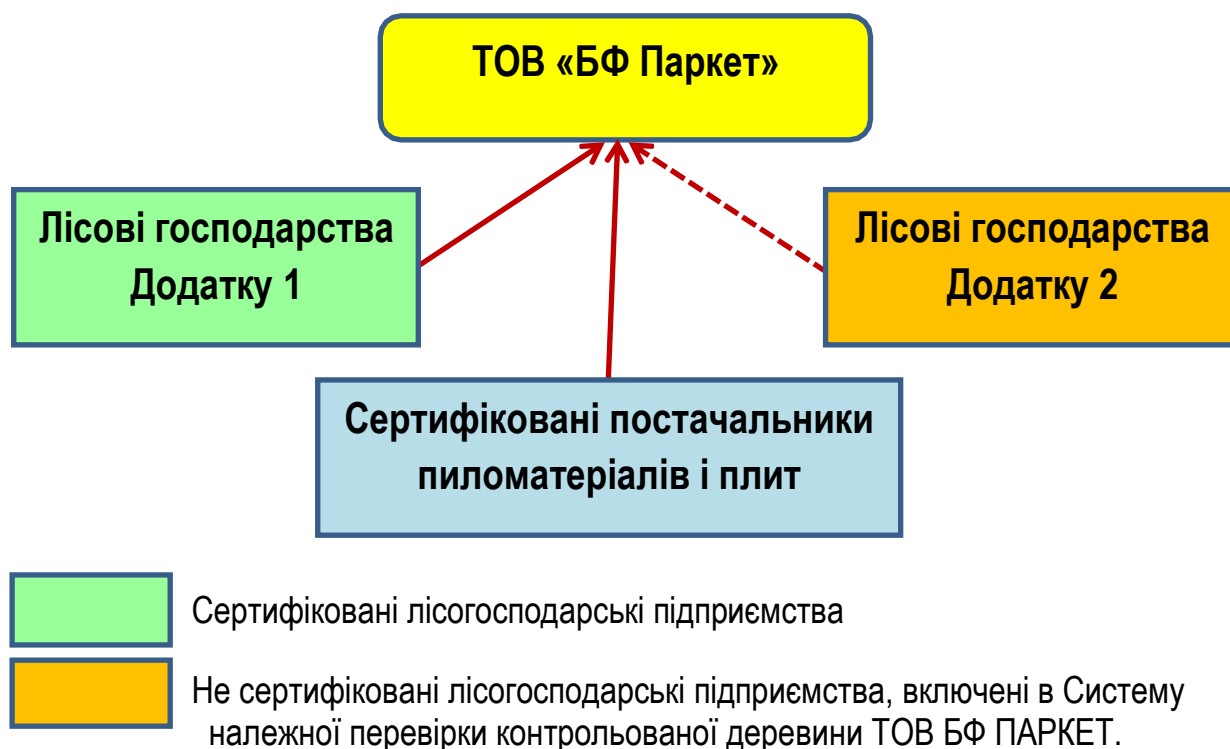 ТОВ «БФ Паркет»
Лісові господарства
Додатку 1
Лісові господарства
Додатку 2
Сертифіковані постачальники
пиломатеріалів і плит
Сертифіковані лісогосподарські підприємства
Не сертифіковані лісогосподарські підприємства, включені в Систему
належної перевірки контрольованої деревини ТОВ БФ ПАРКЕТ.